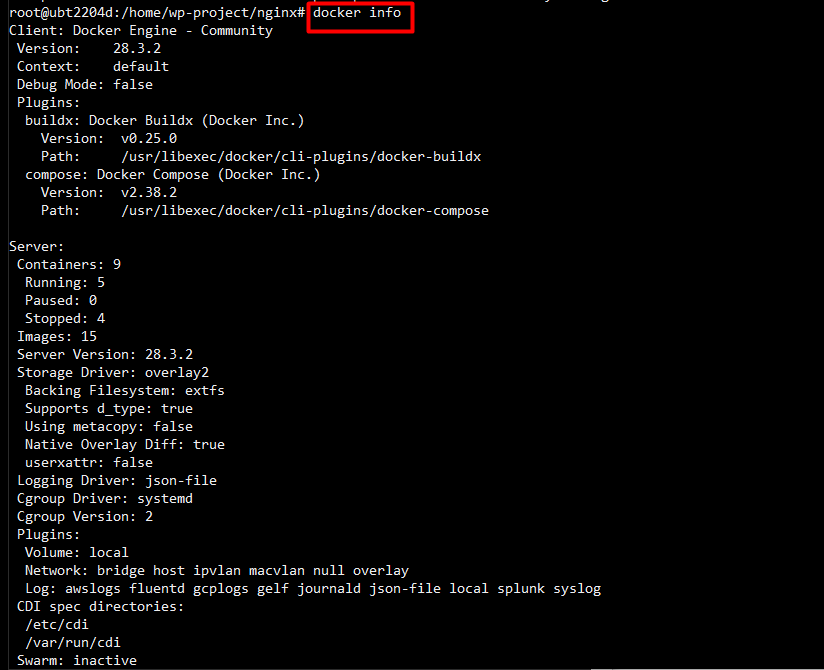 root@ubt2204d:/home/wp-project/nginx# docker info
Client: Docker Engine - Community
 Version:    28.3.2
 Context:    default
 Debug Mode: false
 Plugins:
  buildx: Docker Buildx (Docker Inc.)
    Version:  v0.25.0
    Path:     /usr/libexec/docker/cli-plugins/docker-buildx
  compose: Docker Compose (Docker Inc.)
    Version:  v2.38.2
    Path:     /usr/libexec/docker/cli-plugins/docker-compose

Server:
 Containers: 9
  Running: 5
  Paused: 0
  Stopped: 4
 Images: 15
 Server Version: 28.3.2
 Storage Driver: overlay2
  Backing Filesystem: extfs
  Supports d_type: true
  Using metacopy: false
  Native Overlay Diff: true
  userxattr: false
 Logging Driver: json-file
 Cgroup Driver: systemd
 Cgroup Version: 2
 Plugins:
  Volume: local
  Network: bridge host ipvlan macvlan null overlay
  Log: awslogs fluentd gcplogs gelf journald json-file local splunk syslog
 CDI spec directories:
  /etc/cdi
  /var/run/cdi
 Swarm: inactive